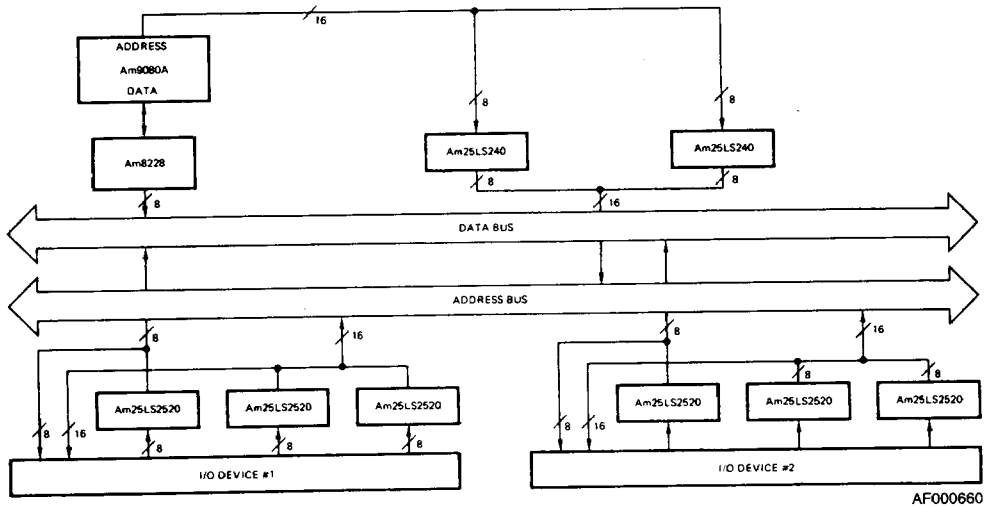 16
ADDRESS
Am9080A
DATA
8
8
Am8228
Am25LS240
Am25LS240
8
8
8
16
DATA BUS
ADDRESS BUS
8
16
8
16
8
8
Am25LS2520
Am25LS2520
Am25LS2520
Am25LS2520
Am25LS2520
Am25LS2520
8
16
8
16
8
8
8
I/O DEVICE #1
I/O DEVICE #2
AF000660